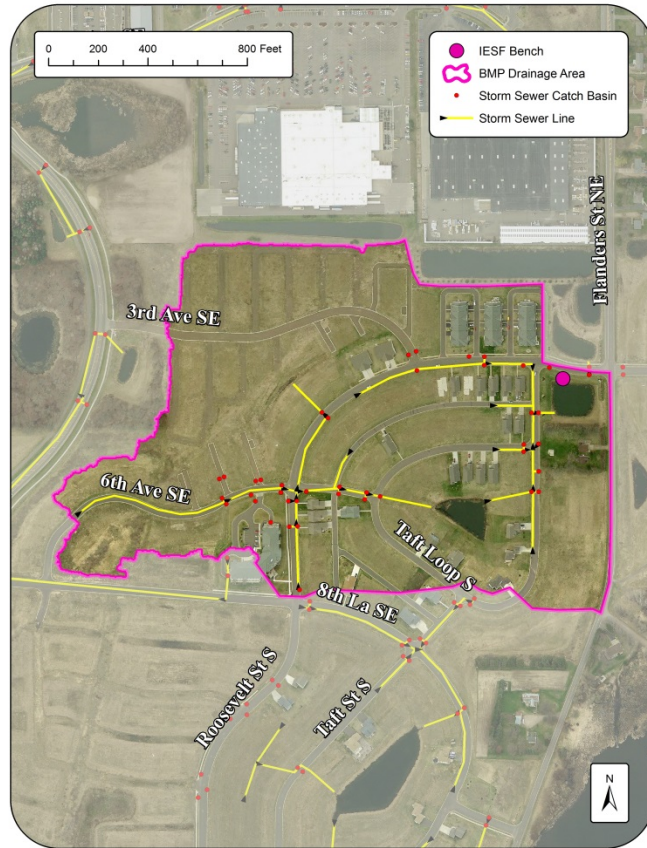 0 200 400 800 Feet
IESF Bench
BMP Drainage Area
Storm Sewer Catch Basin
Storm Sewer Line
Flanders St NE
3rd Ave SE
6th Ave SE
Taft Loop S
8th La SE
Roosevelt St S
Taft St S
N